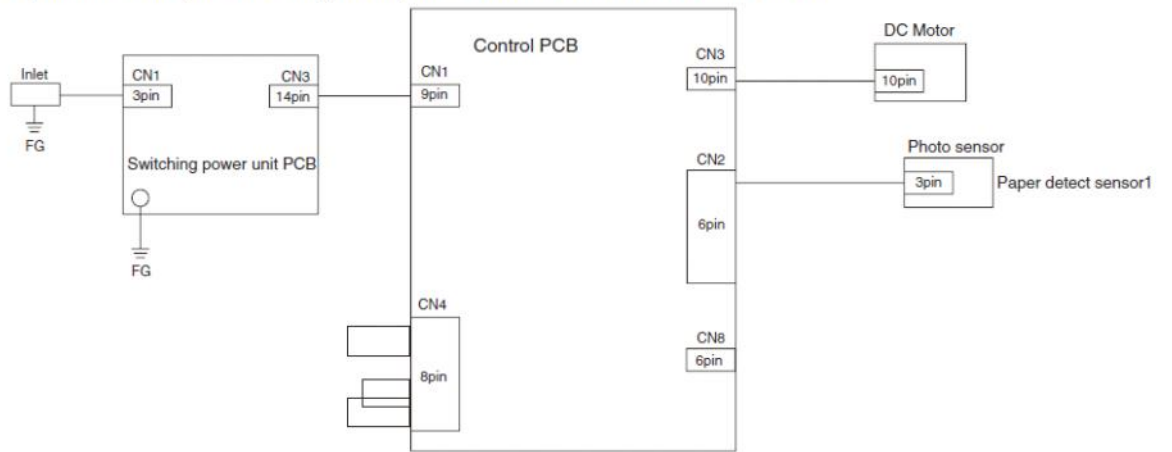 Inlet
FG
CN1
3pin
CN3
14pin
Switching power unit PCB
FG
Control PCB
CN1
9pin
CN4
8pin
CN3
10pin
CN2
6pin
CN8
6pin
DC Motor
10pin
Photo sensor
3pin
Paper detect sensor1